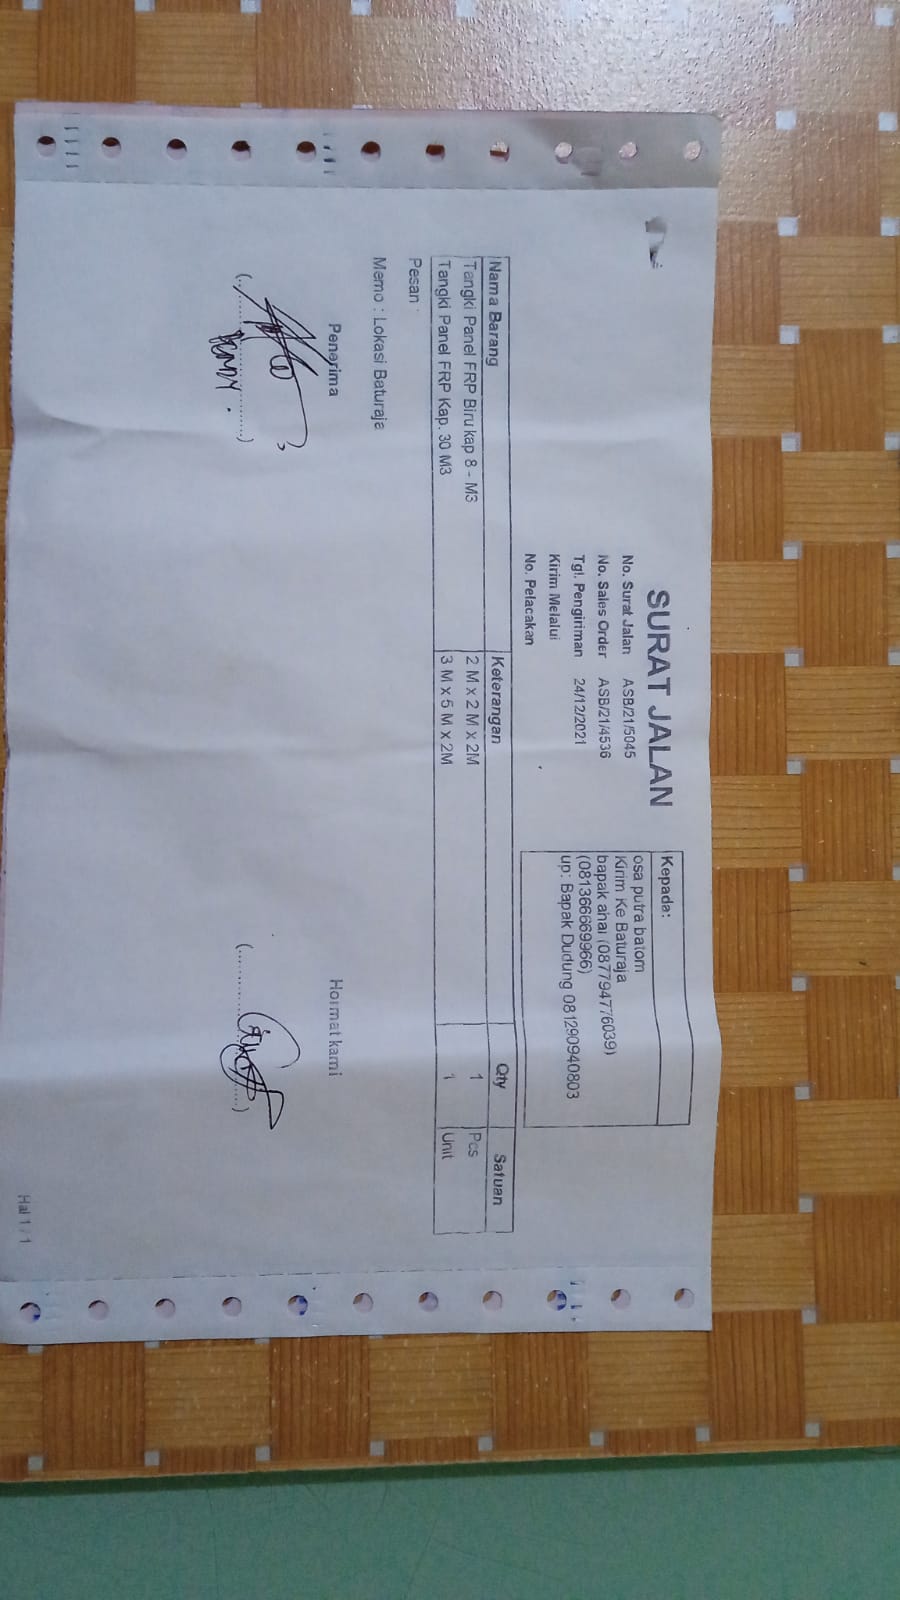 SURAT JALAN
No. Surat Jalan ASB/21/5045
No. Sales Order ASB/21/4536
Tgl. Pengiriman 24/12/2021
Kirim Melalui
No. Pelacakan
Kepada:
osa putra batom
Kirim Ke Baturaja
bapak ahai (087794776039)
(081366669966)
up: Bapak Dudung 081290940803
Nama Barang Keterangan Qty Satuan
Tangki Panel FRP Biru kap 8 - M3 2 M x 2 M x 2M 1 Pcs
Tangki Panel FRP Kap. 30 M3 3 M x 5 M x 2M 1 Unit
Pesan :
Memo : Lokasi Baturaja
Penerima Hormat kami
Hal 1 / 1